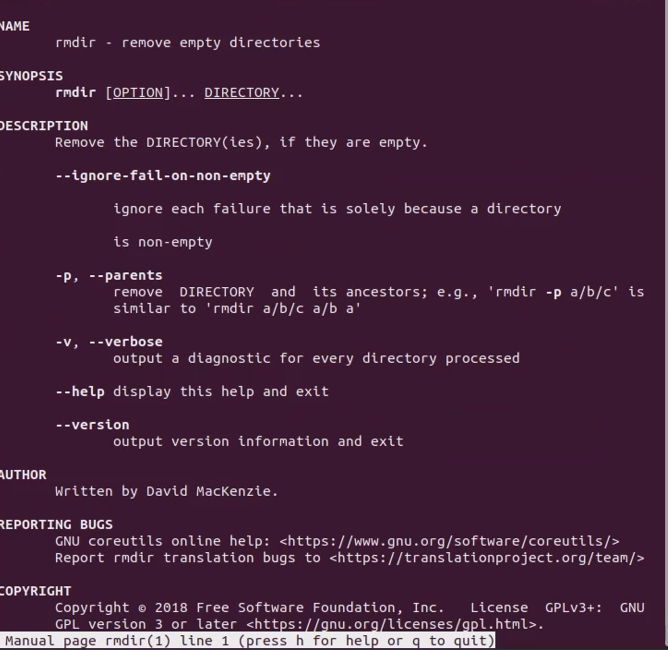 NAME
rmdir - remove empty directories
SYNOPSIS
rmdir [OPTION]... DIRECTORY...
DESCRIPTION
Remove the DIRECTORY(ies), if they are empty.
--ignore-fail-on-non-empty
ignore each failure that is solely because a directory
is non-empty
-p, --parents
remove  DIRECTORY  and  its ancestors; e.g., 'rmdir -p a/b/c' is
similar to 'rmdir a/b/c a/b a'
-v, --verbose
output a diagnostic for every directory processed
--help display this help and exit
--version
output version information and exit
AUTHOR
Written by David MacKenzie.
REPORTING BUGS
GNU coreutils online help: <https://www.gnu.org/software/coreutils/>
Report rmdir translation bugs to <https://translationproject.org/team/>
COPYRIGHT
Copyright © 2018 Free Software Foundation, Inc.   License  GPLv3+:  GNU
GPL version 3 or later <https://gnu.org/licenses/gpl.html>.
Manual page rmdir(1) line 1 (press h for help or q to quit)